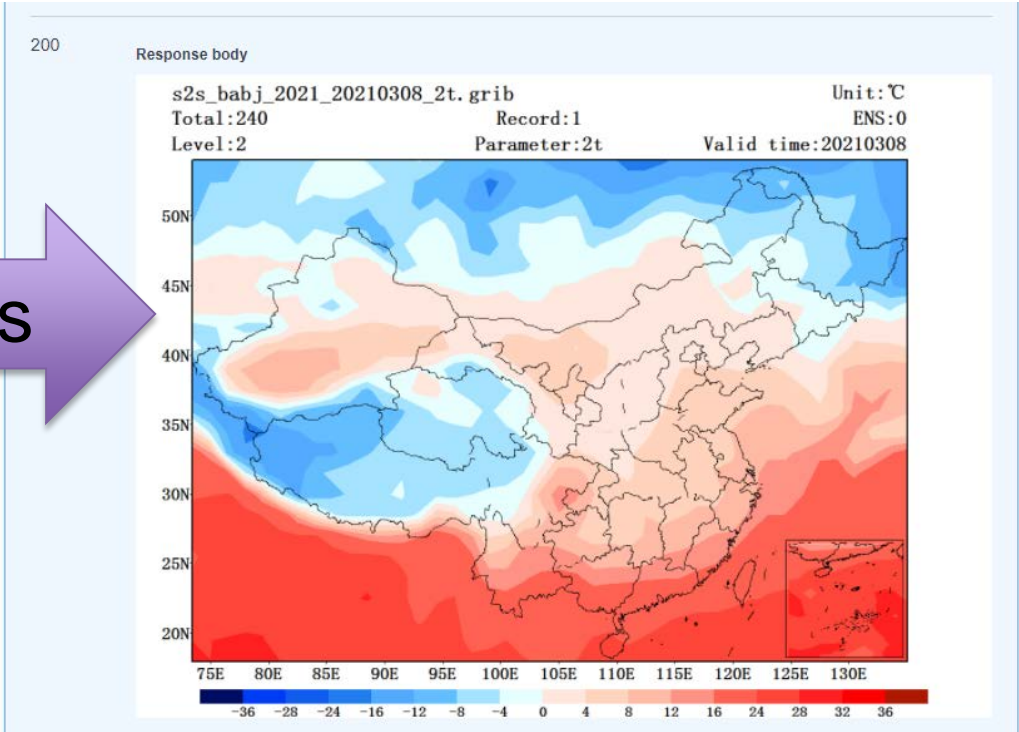 200
Response body
s2s_babj_2021_20210308_2t.grib Unit:℃
Total:240 Record:1 ENS:0
Level:2 Parameter:2t Valid time:20210308
50N
45N
S
40N
35N
30N
25N
20N
75E 80E 85E 90E 95E 100E 105E 110E 115E 120E 125E 130E
-36 -28 -24 -16 -12 -8 -4 0 4 8 12 16 24 28 32 36